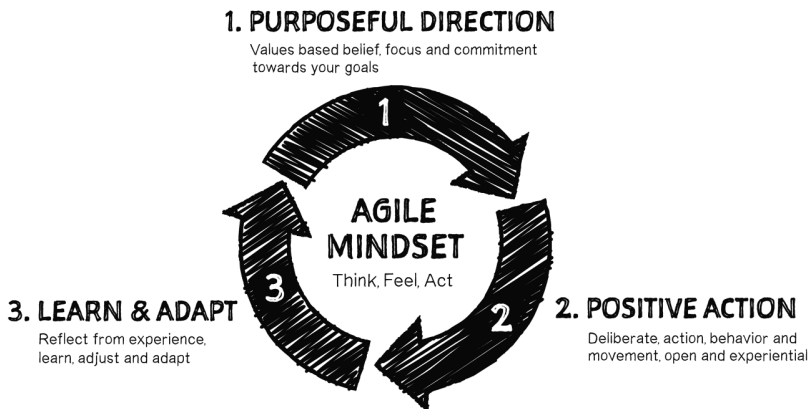 1. PURPOSEFUL DIRECTION
Values based belief, focus and commitment
towards your goals
1
AGILE
MINDSET
Think, Feel, Act
2
2. POSITIVE ACTION
Deliberate, action, behavior and
movement, open and experiential
3
3. LEARN & ADAPT
Reflect from experience,
learn, adjust and adapt